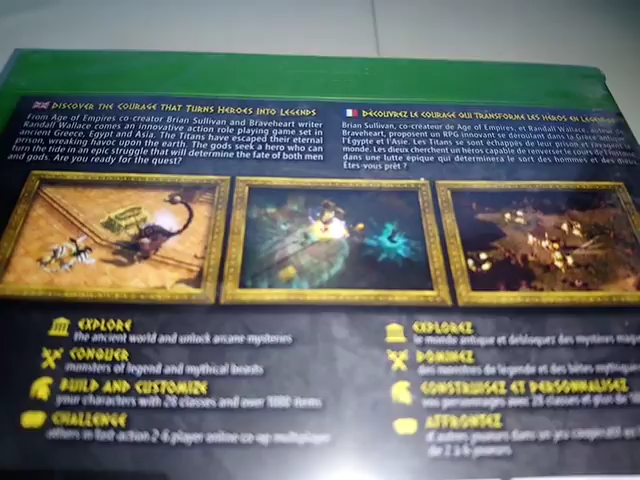 DISCOVER THE COURAGE THAT TURNS HEROES INTO LEGENDS
From Age of Empires co-creator Brian Sullivan and Braveheart writer
Randall Wallace comes an innovative action role playing game set in
ancient Greece, Egypt and Asia. The Titans have escaped their eternal
prison, wreaking havoc upon the earth. The gods seek a hero who can
turn the tide in an epic struggle that will determine the fate of both men
and gods. Are you ready for the quest?
DÉCOUVREZ LE COURAGE QUI TRANSFORME LES HÉROS EN
Brian Sullivan, co-créateur de Age of Empires, et Randall Wallace, auteur de
Braveheart, proposent un RPG innovant se déroulant dans la Grèce
l'Égypte et l'Asie. Les Titans se sont échappés de leur prison et
monde. Les dieux cherchent un héros capable de renverser le cours de
dans une lutte épique qui déterminera le sort des hommes et des
Êtes-vous prêt ?
EXPLORE
the ancient world and unlock arcane mysteries
CONQUER
monsters of legend and mythical beasts
BUILD AND CUSTOMIZE
your characters with 28 classes and over 1000 items
CHALLENGE
others in fast action 2-6 player online co-op multiplayer
EXPLOREZ
le monde antique et débloquez des mystères
DOMINEZ
des monstres de légende et des bêtes
CONSTRUISEZ ET PERSONNALISEZ
vos personnages avec 28 classes et plus de
AFFRONTEZ
d'autres joueurs dans un jeu coopératif
de 2 à 6 joueurs